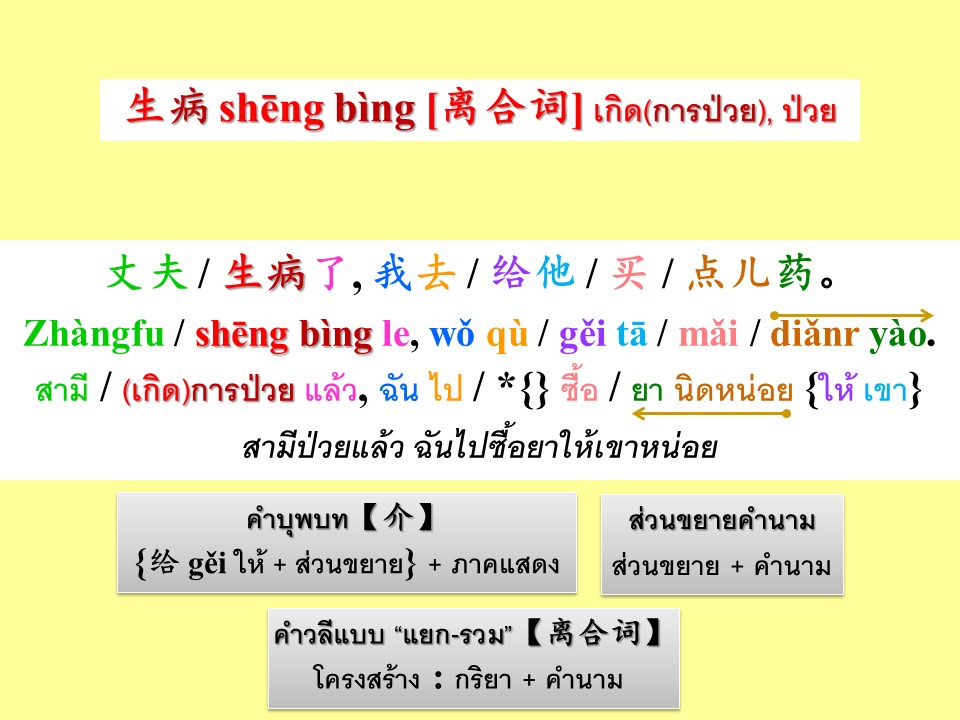 生病 shēng bìng [离合词] เกิด(การป่วย), ป่วย
丈夫 / 生病了, 我去 / 给他 / 买 / 点儿药。
Zhàngfu / shēng bìng le, wǒ qù / gěi tā / mǎi / diǎnr yào.
สามี / (เกิด)การป่วย แล้ว, ฉัน ไป / *{} ซื้อ / ยา นิดหน่อย {ให้ เขา}
สามีป่วยแล้ว ฉันไปซื้อยาให้เขาหน่อย
คำบุพบท【介】
{给 gěi ให้ + ส่วนขยาย} + ภาคแสดง
ส่วนขยายคำนาม
ส่วนขยาย + คำนาม
คำวลีแบบ “แยก-รวม”【离合词】
โครงสร้าง : กริยา + คำนาม